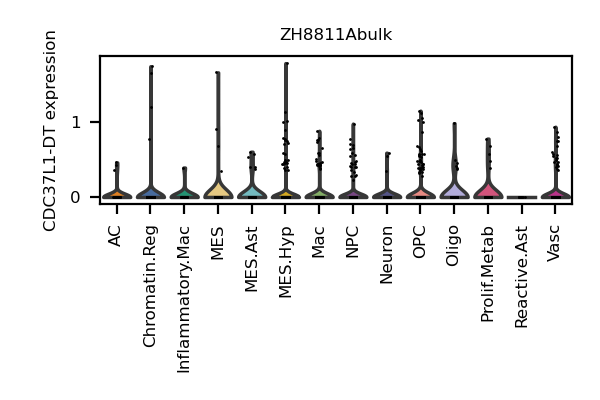 ZH8811Abulk
CDC37L1-DT expression
1
0
AC
Chromatin.Reg
Inflammatory.Mac
MES
MES.Ast
MES.Hyp
Mac
NPC
Neuron
OPC
Oligo
Prolif.Metab
Reactive.Ast
Vasc